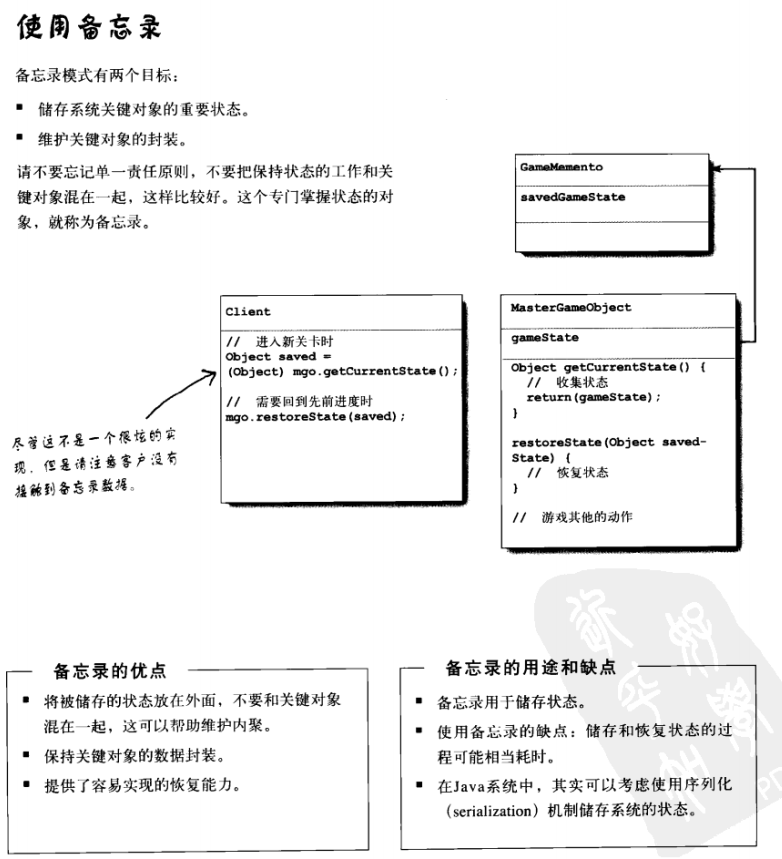 使用备忘录
备忘录模式有两个目标：
■ 储存系统关键对象的重要状态。
■ 维护关键对象的封装。
请不要忘记单一责任原则，不要把保持状态的工作和关
键对象混在一起，这样比较好。这个专门掌握状态的对
象，就称为备忘录。
GameMemento
savedGameState
Client
// 进入新关卡时
Object saved =
(Object) mgo.getCurrentState();
// 需要回到先前进度时
mgo.restoreState(saved);
尽管这不是一个很炫的实
现，但是请注意客户没有
接触到备忘录数据。
MasterGameObject
gameState
Object getCurrentState() {
// 收集状态
return(gameState);
}
restoreState(Object saved-
State) {
// 恢复状态
}
// 游戏其他的动作
备忘录的优点
■ 将被储存的状态放在外面，不要和关键对象
混在一起，这可以帮助维护内聚。
■ 保持关键对象的数据封装。
■ 提供了容易实现的恢复能力。
备忘录的用途和缺点
■ 备忘录用于储存状态。
■ 使用备忘录的缺点：储存和恢复状态的过
程可能相当耗时。
■ 在Java系统中，其实可以考虑使用序列化
（serialization）机制储存系统的状态。